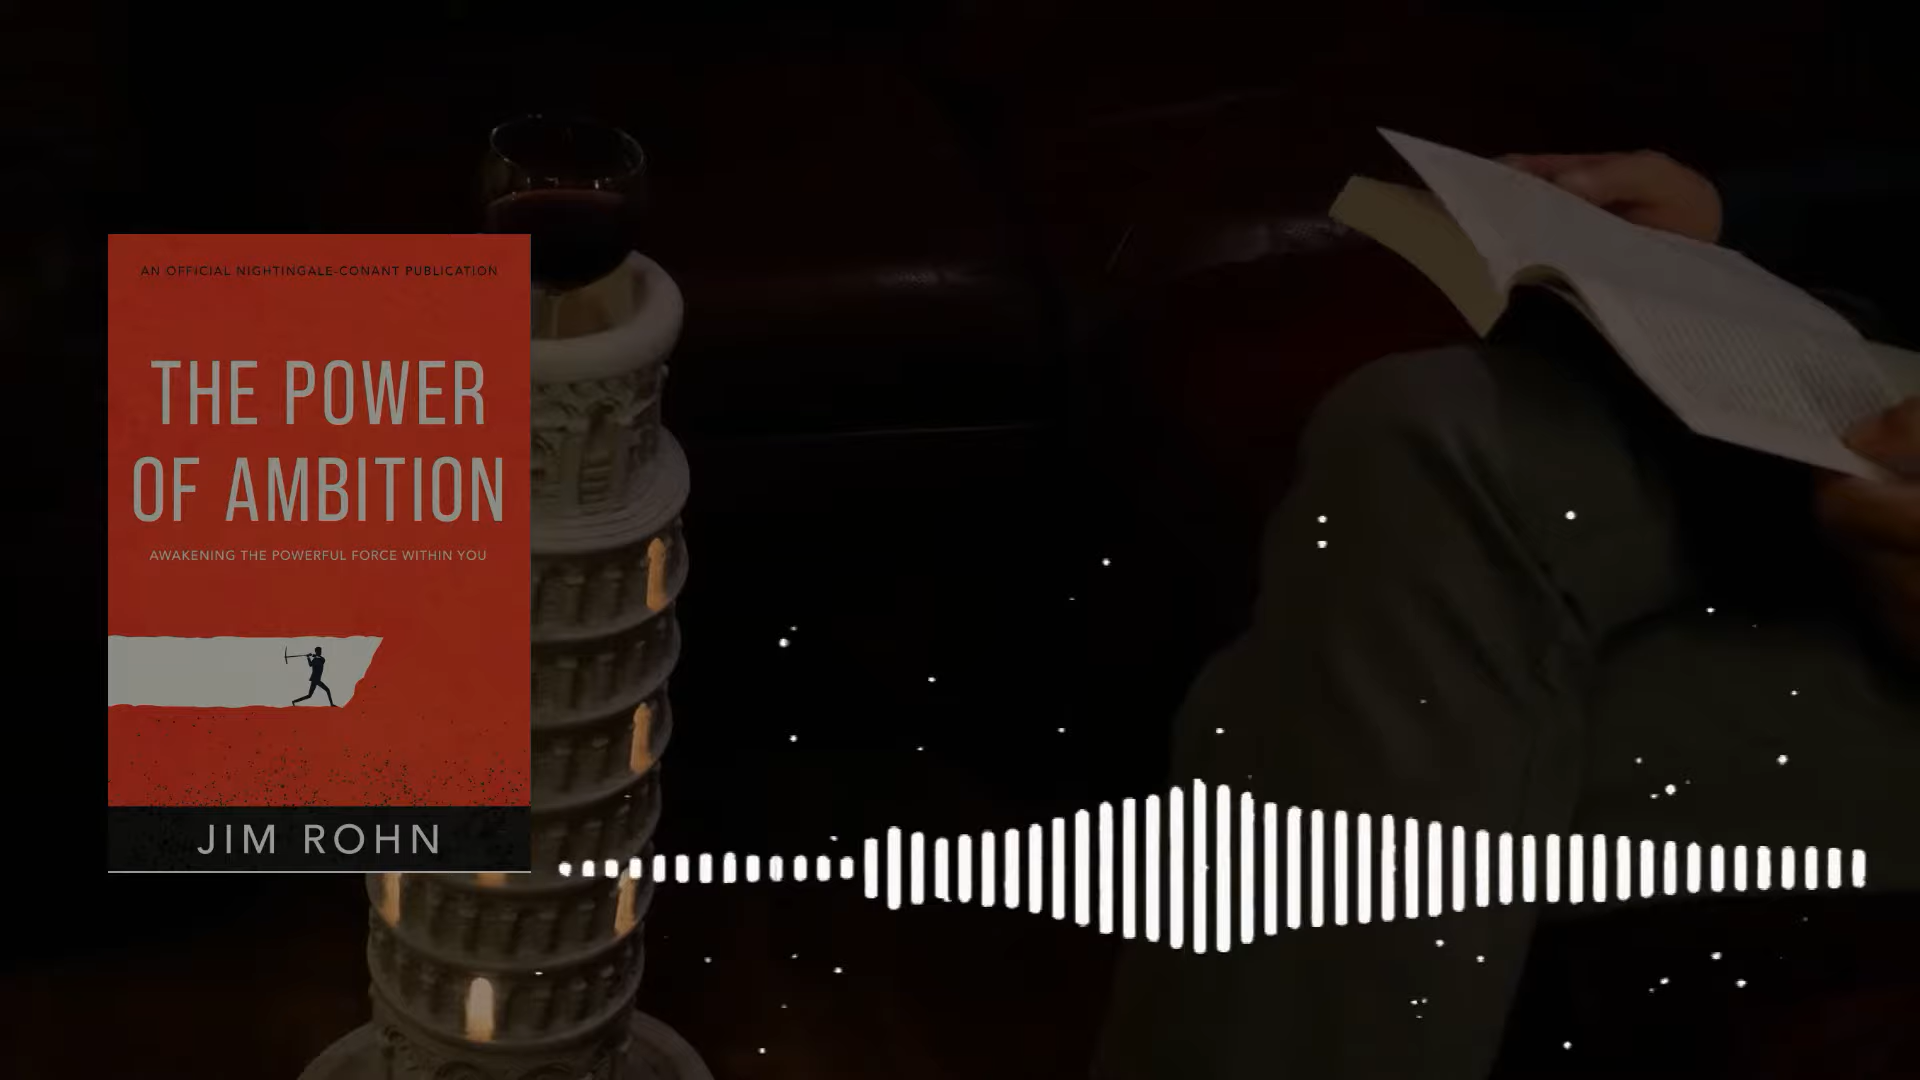 AN OFFICIAL NIGHTINGALE-CONANT PUBLICATION
THE POWER
OF AMBITION
AWAKENING THE POWERFUL FORCE WITHIN YOU
JIM ROHN